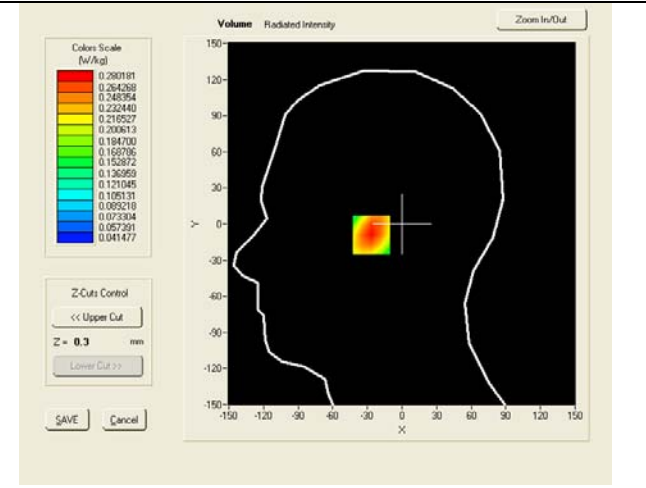 Volume Radiated Intensity
Zoom In/Out
Colors Scale
(W/kg)
0.280181
0.264268
0.248354
0.232440
0.216527
0.200613
0.184700
0.168786
0.152872
0.136959
0.121045
0.105131
0.089218
0.073304
0.057391
0.041477
Z-Cuts Control
<< Upper Cut
Z = 0.3 mm
Lower Cut >>
SAVE Cancel
150
120
90
60
30
0
-30
-60
-90
-120
-150
Y
-150 -120 -90 -60 -30 0 30 60 90 120 150
X